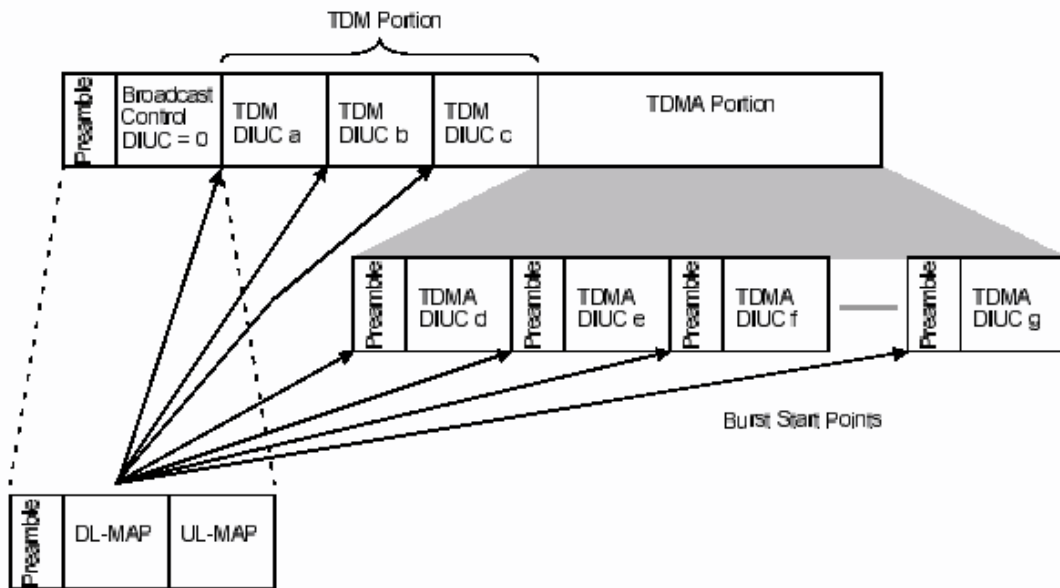 TDM Portion
Preamble
Broadcast
Control
DIUC = 0
TDM
DIUC a
TDM
DIUC b
TDM
DIUC c
TDMA Portion
Preamble
TDMA
DIUC d
Preamble
TDMA
DIUC e
Preamble
TDMA
DIUC f
Preamble
TDMA
DIUC g
Burst Start Points
Preamble
DL-MAP
UL-MAP